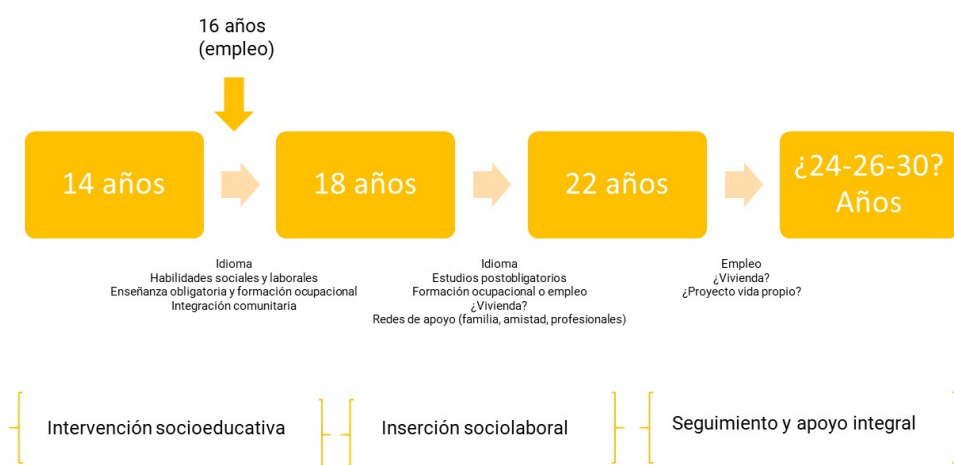 16 años
(empleo)
14 años
18 años
22 años
¿24-26-30?
Años
Idioma
Habilidades sociales y laborales
Enseñanza obligatoria y formación ocupacional
Integración comunitaria
Idioma
Estudios postobligatorios
Formación ocupacional o empleo
¿Vivienda?
Redes de apoyo (familia, amistad, profesionales)
Empleo
¿Vivienda?
¿Proyecto vida propio?
Intervención socioeducativa
Inserción sociolaboral
Seguimiento y apoyo integral